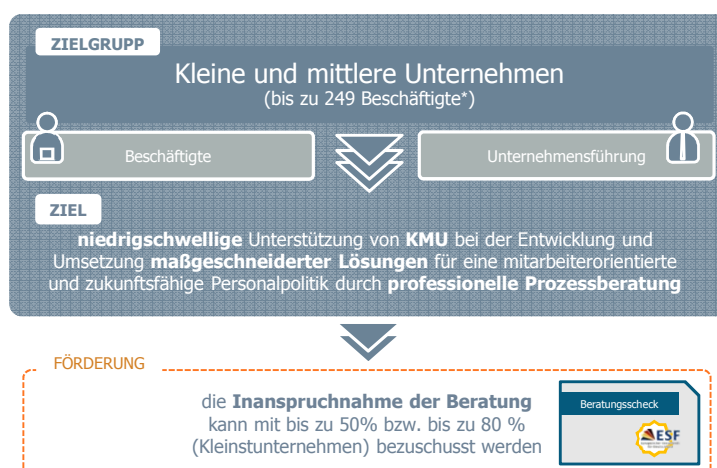 ZIELGRUPP
Kleine und mittlere Unternehmen
(bis zu 249 Beschäftigte*)
Beschäftigte
Unternehmensführung
ZIEL
niedrigschwellige Unterstützung von KMU bei der Entwicklung und
Umsetzung maßgeschneiderter Lösungen für eine mitarbeiterorientierte
und zukunftsfähige Personalpolitik durch professionelle Prozessberatung
FÖRDERUNG
die Inanspruchnahme der Beratung
kann mit bis zu 50% bzw. bis zu 80 %
(Kleinstunternehmen) bezuschusst werden
Beratungsscheck
ESF